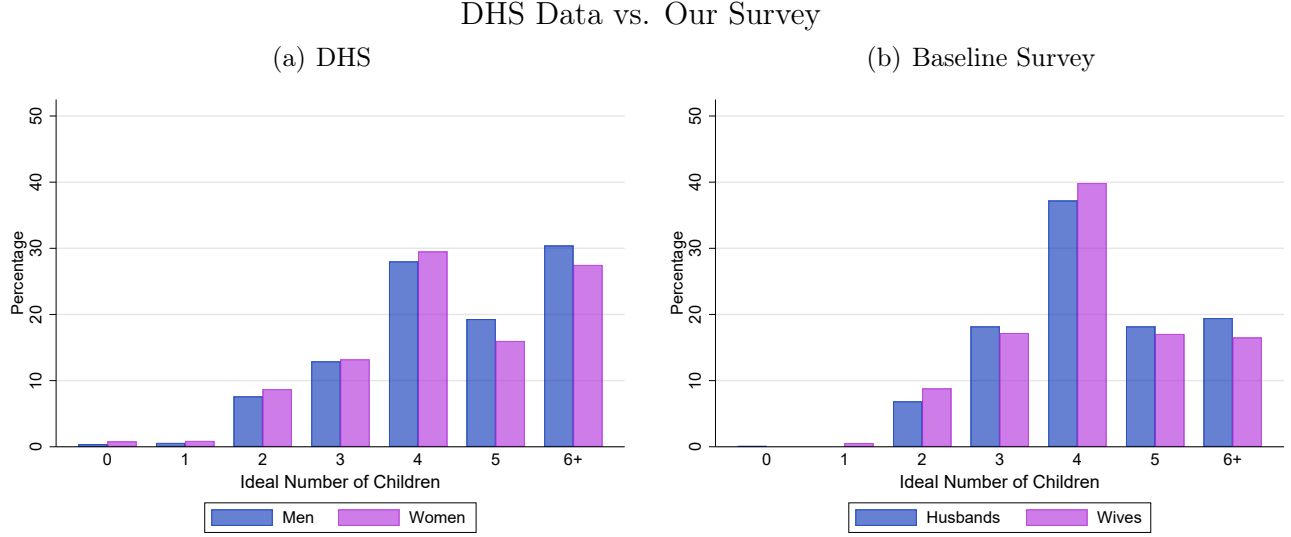 DHS Data vs. Our Survey
(a) DHS
(b) Baseline Survey
50
40
30
20
10
0
Percentage
0 1 2 3 4 5 6+
Ideal Number of Children
Men Women
50
40
30
20
10
0
Percentage
0 1 2 3 4 5 6+
Ideal Number of Children
Husbands Wives